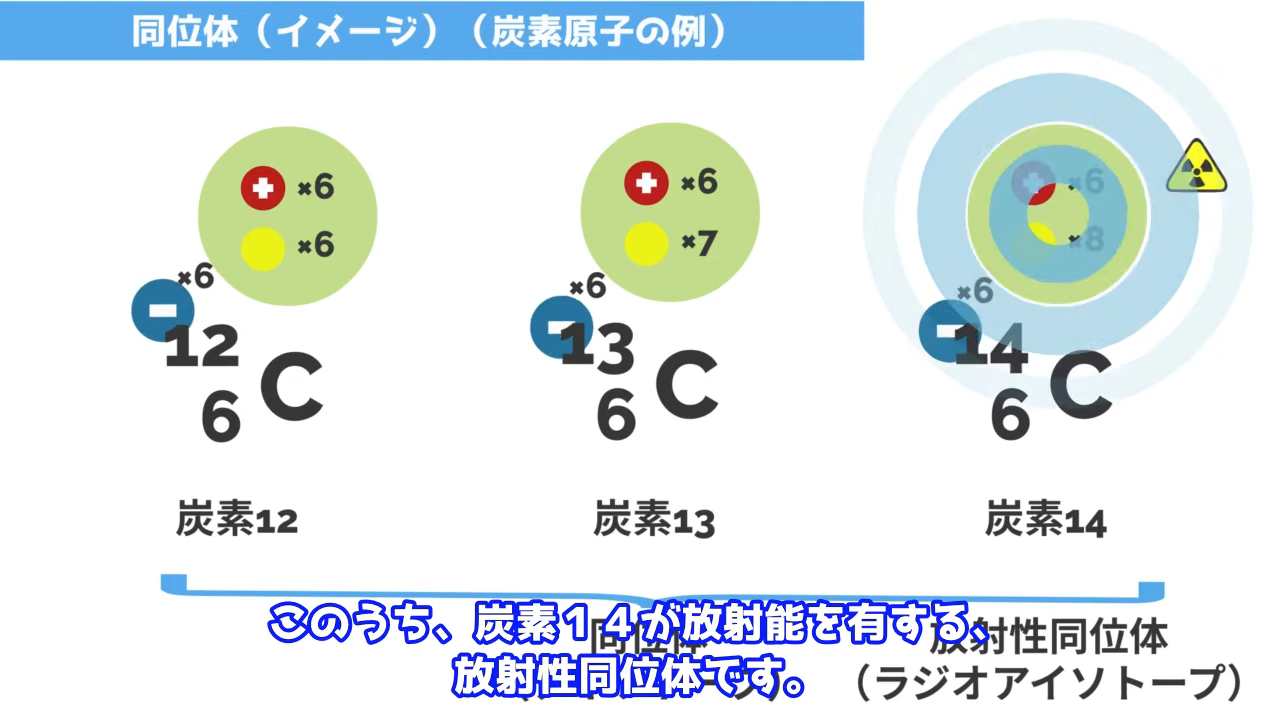 同位体（イメージ）（炭素原子の例）
×6
×6
×6
12
6
C
炭素12
×6
×7
×6
13
6
C
炭素13
×6
×8
×6
14
6
C
炭素14
同位体
放射性同位体
（ラジオアイソトープ）
このうち、炭素１４が放射能を有する、
放射性同位体です。